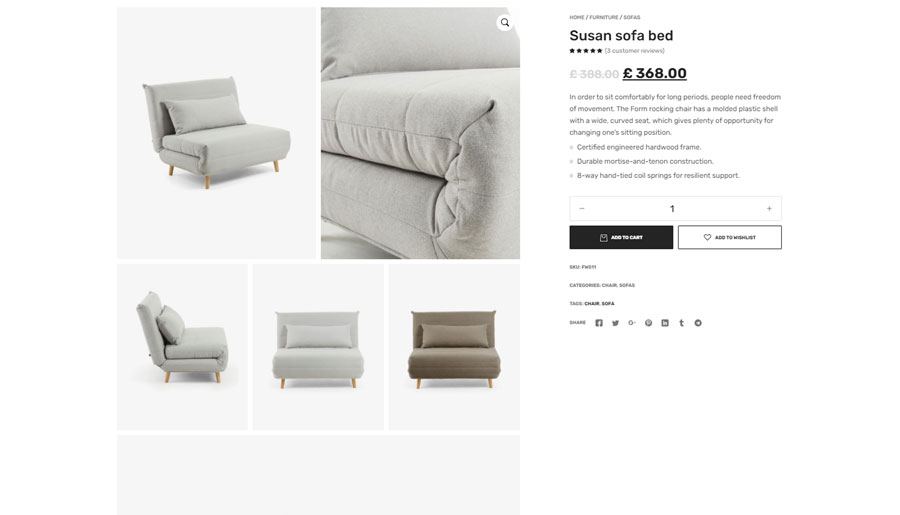 HOME / FURNITURE / SOFAS
Susan sofa bed
(3 customer reviews)
£ 388.00 £ 368.00
In order to sit comfortably for long periods, people need freedom
of movement. The Form rocking chair has a molded plastic shell
with a wide, curved seat, which gives plenty of opportunity for
changing one's sitting position.
Certified engineered hardwood frame.
Durable mortise-and-tenon construction.
8-way hand-tied coil springs for resilient support.
− 1 +
ADD TO CART ADD TO WISHLIST
SKU: FW511
CATEGORIES: CHAIR, SOFAS
TAGS: CHAIR, SOFA
SHARE